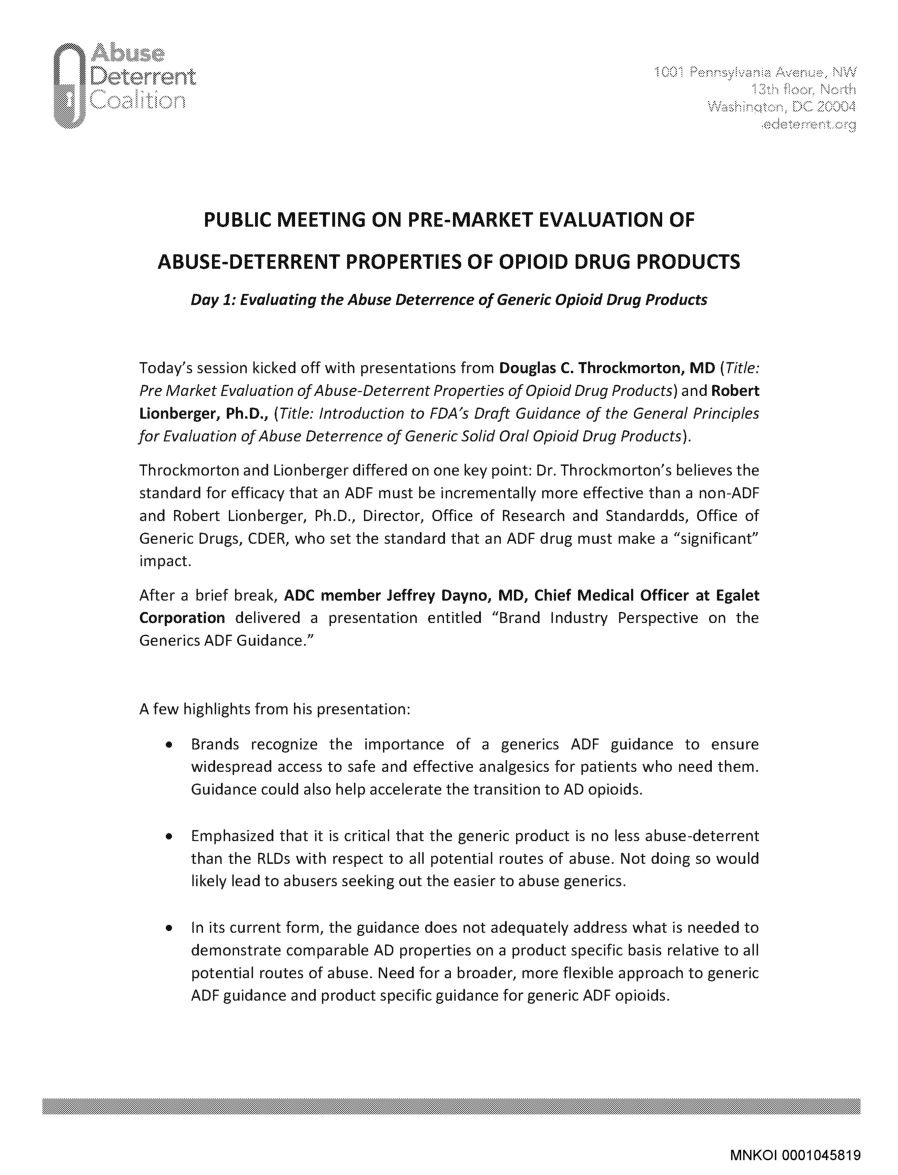 Abuse
Deterrent
Coalition
1001 Pennsylvania Avenue, NW
13th floor, North
Washington, DC 20004
edeterrent.org
PUBLIC MEETING ON PRE-MARKET EVALUATION OF
ABUSE-DETERRENT PROPERTIES OF OPIOID DRUG PRODUCTS
Day 1: Evaluating the Abuse Deterrence of Generic Opioid Drug Products
Today's session kicked off with presentations from Douglas C. Throckmorton, MD (Title:
Pre Market Evaluation of Abuse-Deterrent Properties of Opioid Drug Products) and Robert
Lionberger, Ph.D., (Title: Introduction to FDA's Draft Guidance of the General Principles
for Evaluation of Abuse Deterrence of Generic Solid Oral Opioid Drug Products).
Throckmorton and Lionberger differed on one key point: Dr. Throckmorton's believes the
standard for efficacy that an ADF must be incrementally more effective than a non-ADF
and Robert Lionberger, Ph.D., Director, Office of Research and Standardds, Office of
Generic Drugs, CDER, who set the standard that an ADF drug must make a "significant"
impact.
After a brief break, ADC member Jeffrey Dayno, MD, Chief Medical Officer at Egalet
Corporation delivered a presentation entitled "Brand Industry Perspective on the
Generics ADF Guidance."
A few highlights from his presentation:
• Brands recognize the importance of a generics ADF guidance to ensure
widespread access to safe and effective analgesics for patients who need them.
Guidance could also help accelerate the transition to AD opioids.
• Emphasized that it is critical that the generic product is no less abuse-deterrent
than the RLDs with respect to all potential routes of abuse. Not doing so would
likely lead to abusers seeking out the easier to abuse generics.
• In its current form, the guidance does not adequately address what is needed to
demonstrate comparable AD properties on a product specific basis relative to all
potential routes of abuse. Need for a broader, more flexible approach to generic
ADF guidance and product specific guidance for generic ADF opioids.
MNKOI 0001045819